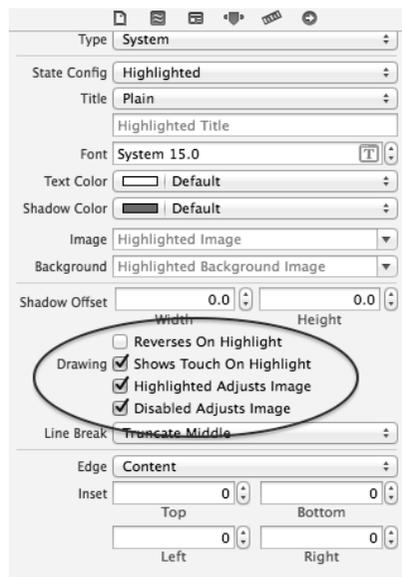 Type System
State Config Highlighted
Title Plain
Highlighted Title
Font System 15.0 T
Text Color Default
Shadow Color Default
Image Highlighted Image
Background Highlighted Background Image
Shadow Offset 0.0 0.0
Width Height
Reverses On Highlight
Drawing Shows Touch On Highlight
Highlighted Adjusts Image
Disabled Adjusts Image
Line Break Truncate Middle
Edge Content
Inset 0 0
Top Bottom
0 0
Left Right